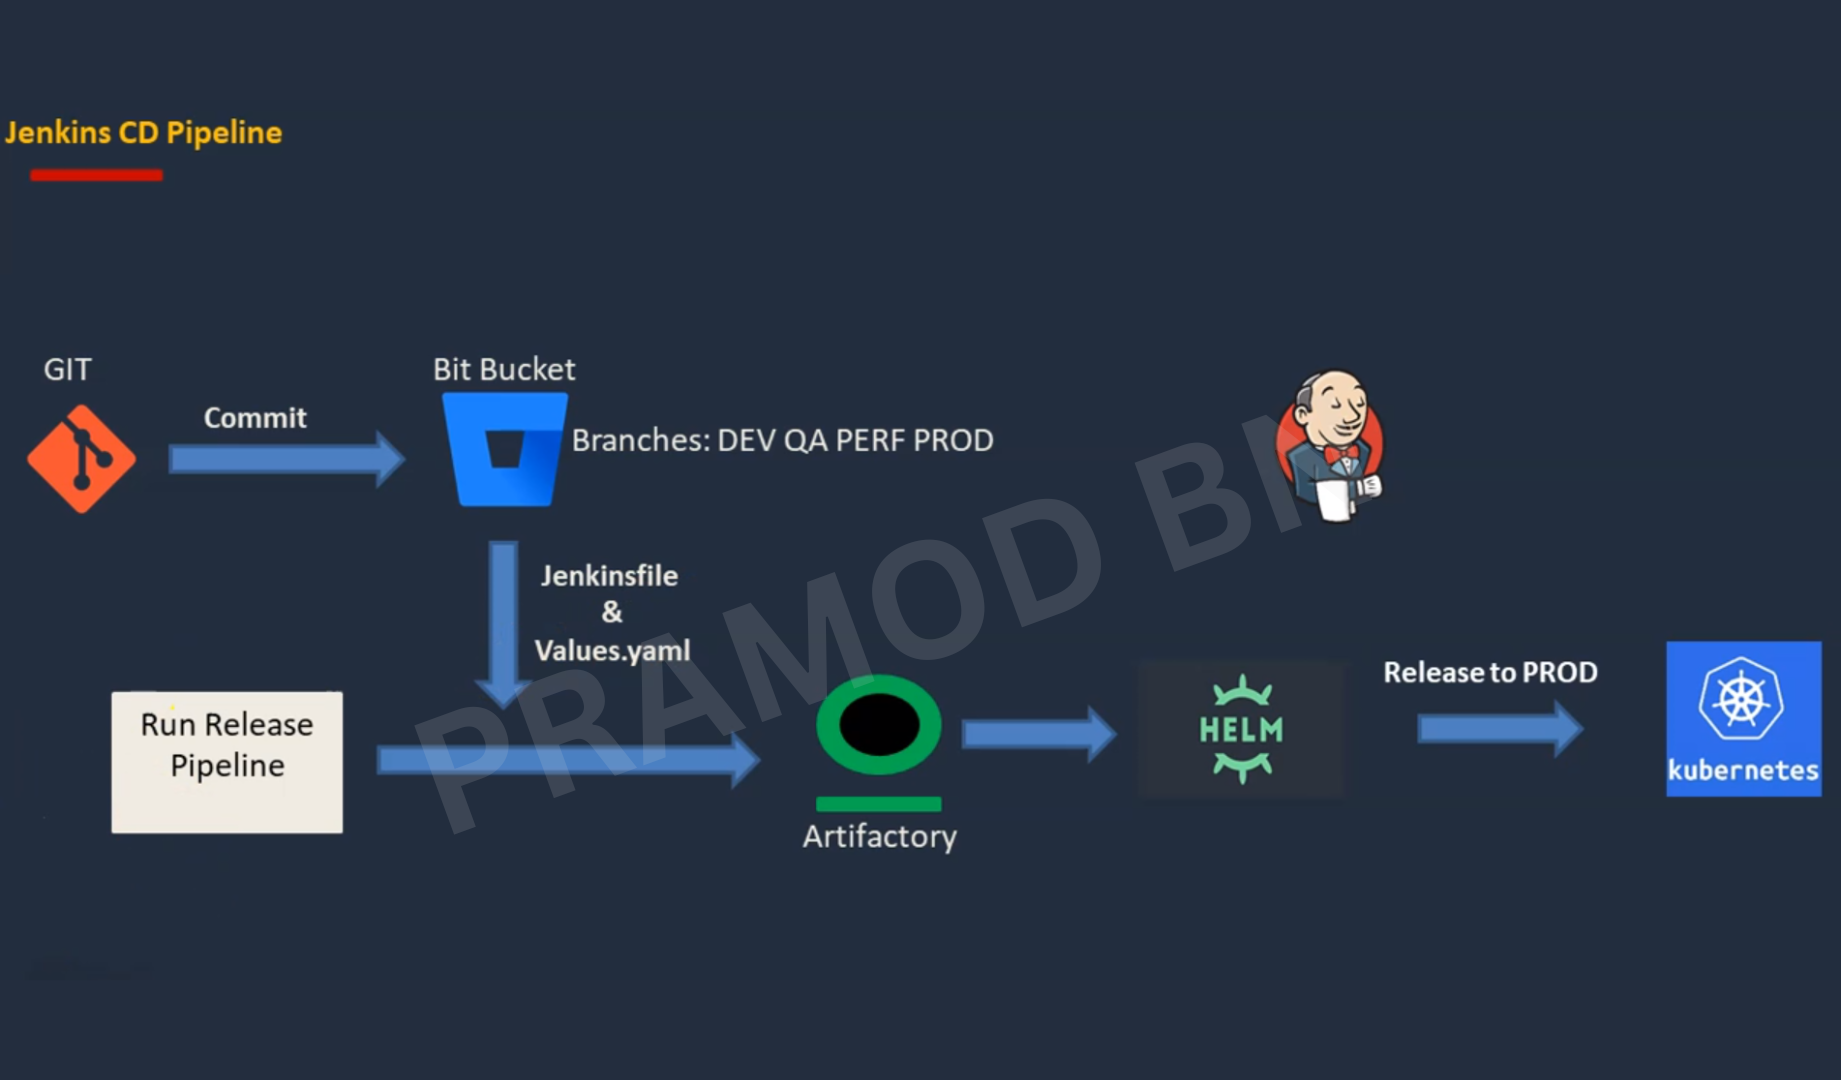 Jenkins CD Pipeline
GIT
Commit
Bit Bucket
Branches: DEV QA PERF PROD
Jenkinsfile
&
Values.yaml
Run Release
Pipeline
Artifactory
HELM
Release to PROD
kubernetes
PRAMOD BN